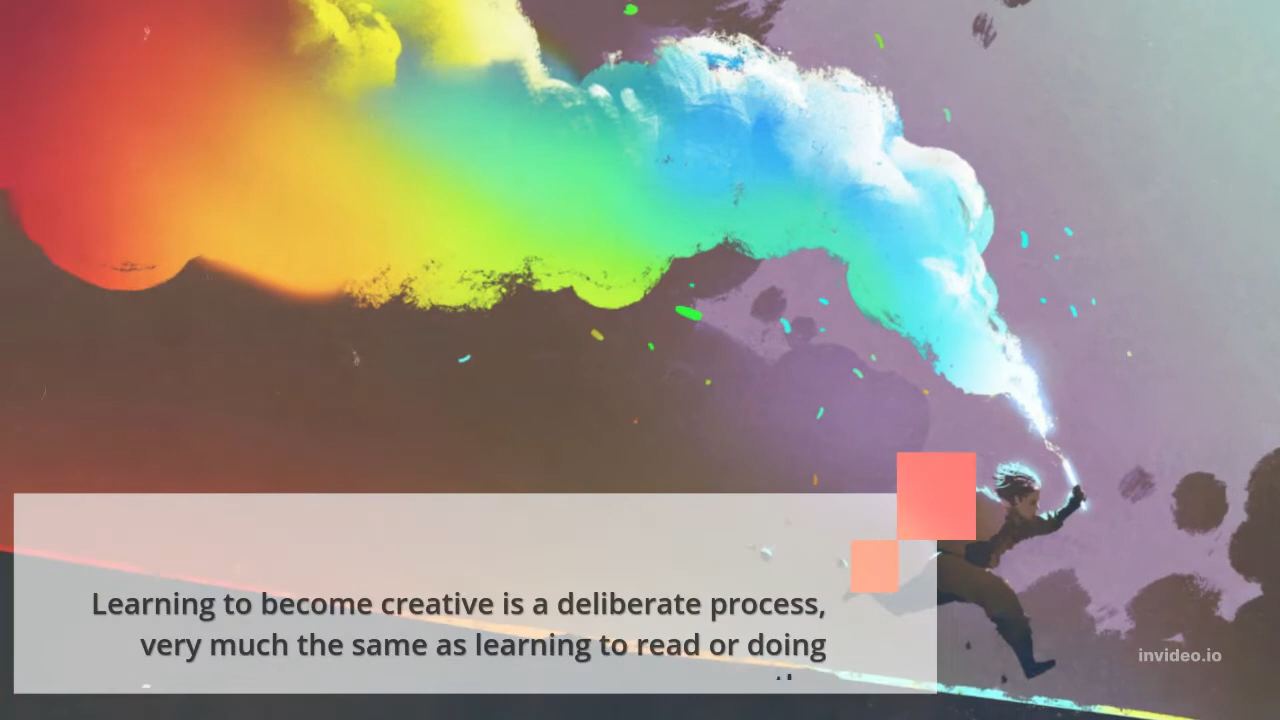 Learning to become creative is a deliberate process,
very much the same as learning to read or doing
invideo.io